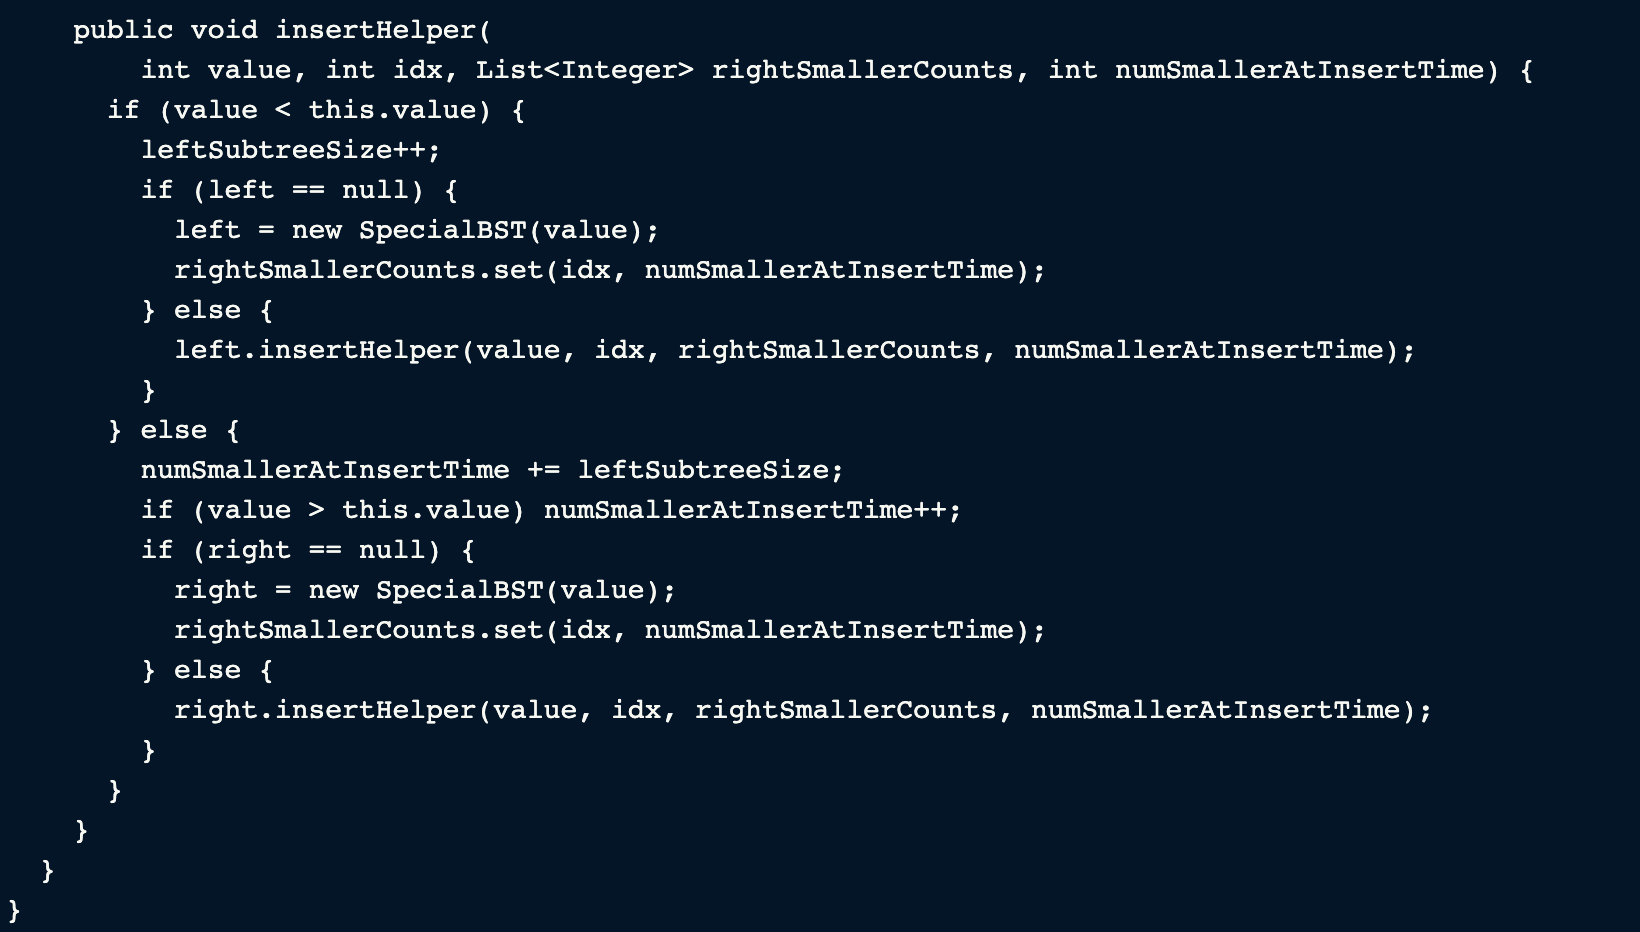 public void insertHelper(
int value, int idx, List<Integer> rightSmallerCounts, int numSmallerAtInsertTime) {
if (value < this.value) {
leftSubtreeSize++;
if (left == null) {
left = new SpecialBST(value);
rightSmallerCounts.set(idx, numSmallerAtInsertTime);
} else {
left.insertHelper(value, idx, rightSmallerCounts, numSmallerAtInsertTime);
}
} else {
numSmallerAtInsertTime += leftSubtreeSize;
if (value > this.value) numSmallerAtInsertTime++;
if (right == null) {
right = new SpecialBST(value);
rightSmallerCounts.set(idx, numSmallerAtInsertTime);
} else {
right.insertHelper(value, idx, rightSmallerCounts, numSmallerAtInsertTime);
}
}
}
}
}